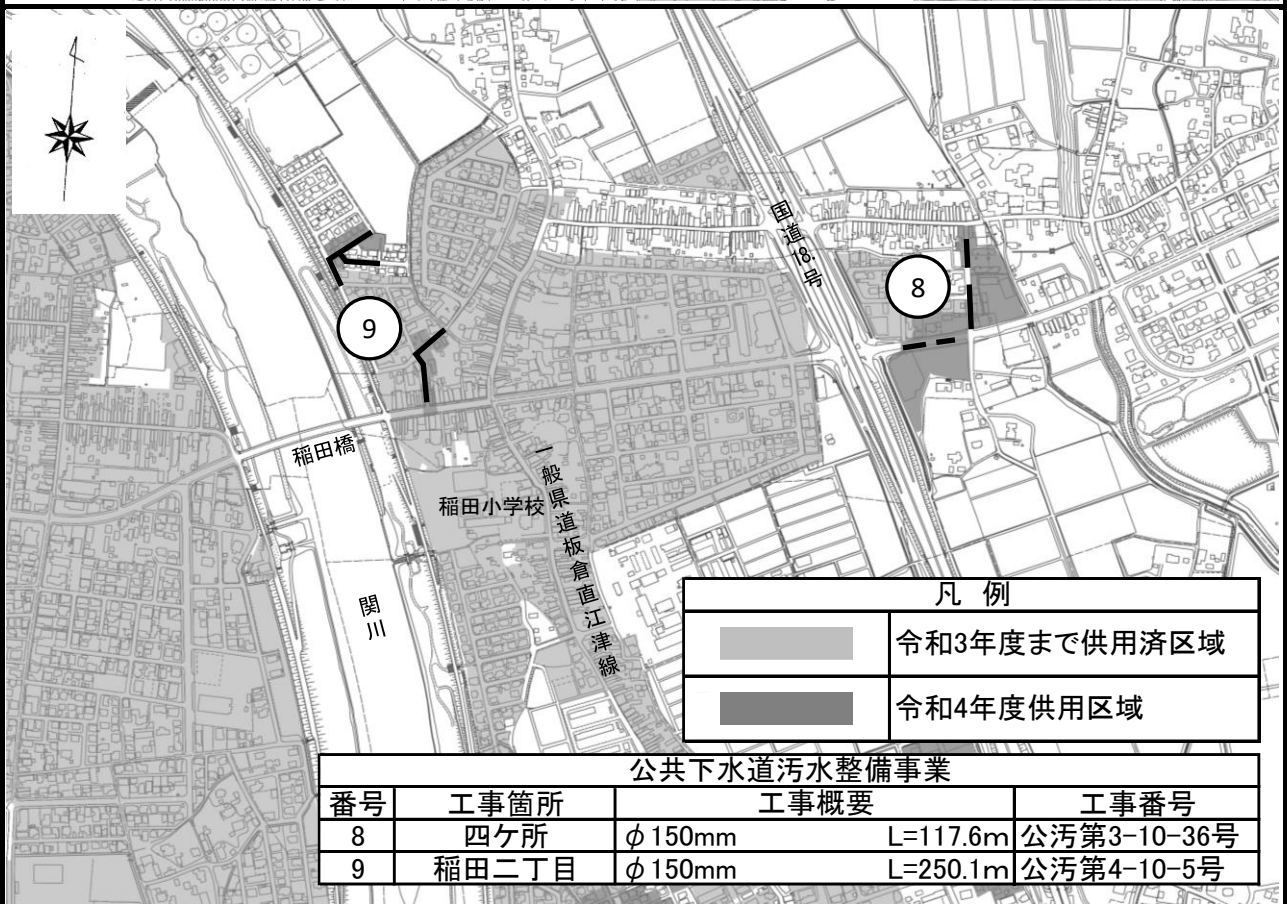 国道18号
8
9
稲田橋
一般県道板倉直江津線
稲田小学校
関川
凡 例
令和3年度まで供用済区域
令和4年度供用区域
公共下水道汚水整備事業
番号 工事箇所 工事概要 工事番号
8 四ケ所 φ150mm L=117.6m 公汚第3-10-36号
9 稲田二丁目 φ150mm L=250.1m 公汚第4-10-5号